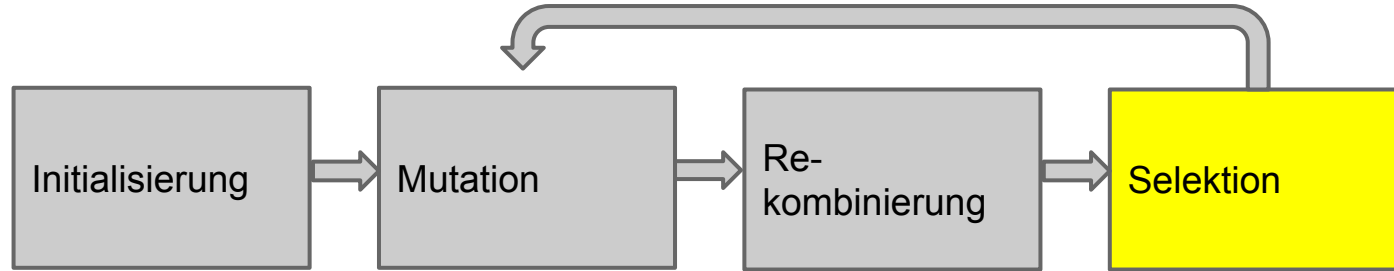 Initialisierung
Mutation
Re-
kombinierung
Selektion